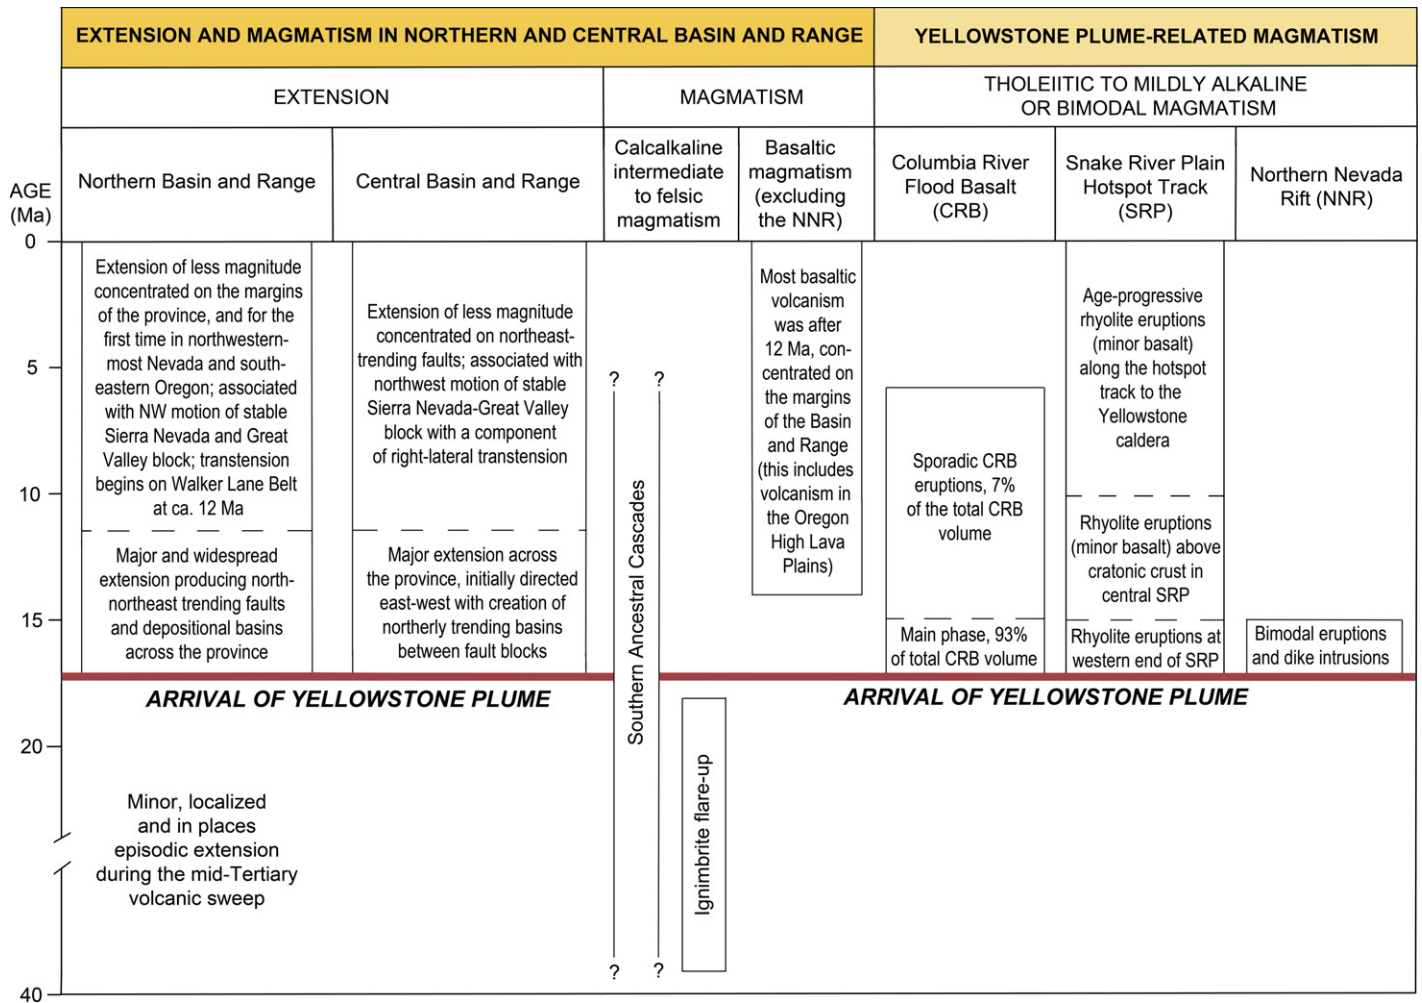 EXTENSION AND MAGMATISM IN NORTHERN AND CENTRAL BASIN AND RANGE
YELLOWSTONE PLUME-RELATED MAGMATISM
EXTENSION
MAGMATISM
THOLEIITIC TO MILDLY ALKALINE
OR BIMODAL MAGMATISM
AGE
(Ma)
Northern Basin and Range
Central Basin and Range
Calcalkaline
intermediate
to felsic
magmatism
Basaltic
magmatism
(excluding
the NNR)
Columbia River
Flood Basalt
(CRB)
Snake River Plain
Hotspot Track
(SRP)
Northern Nevada
Rift (NNR)
0
5
10
15
20
40
Extension of less magnitude
concentrated on the margins
of the province, and for the
first time in northwestern-
most Nevada and south-
eastern Oregon; associated
with NW motion of stable
Sierra Nevada and Great
Valley block; transtension
begins on Walker Lane Belt
at ca. 12 Ma
Major and widespread
extension producing north-
northeast trending faults
and depositional basins
across the province
Extension of less magnitude
concentrated on northeast-
trending faults; associated with
northwest motion of stable
Sierra Nevada-Great Valley
block with a component
of right-lateral transtension
Major extension across
the province, initially directed
east-west with creation of
northerly trending basins
between fault blocks
? ?
Southern Ancestral Cascades
? ?
Most basaltic
volcanism
was after
12 Ma, con-
centrated on
the margins
of the Basin
and Range
(this includes
volcanism in
the Oregon
High Lava
Plains)
Sporadic CRB
eruptions, 7%
of the total CRB
volume
Main phase, 93%
of total CRB volume
Age-progressive
rhyolite eruptions
(minor basalt)
along the hotspot
track to the
Yellowstone
caldera
Rhyolite eruptions
(minor basalt) above
cratonic crust in
central SRP
Rhyolite eruptions at
western end of SRP
Bimodal eruptions
and dike intrusions
ARRIVAL OF YELLOWSTONE PLUME
ARRIVAL OF YELLOWSTONE PLUME
Minor, localized
and in places
episodic extension
during the mid-Tertiary
volcanic sweep
Ignimbrite flare-up